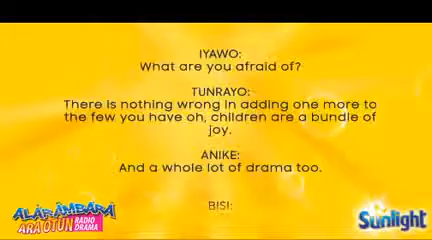 IYAWO:
What are you afraid of?
TUNRAYO:
There is nothing wrong in adding one more to
the few you have oh, children are a bundle of
joy.
ANIKE:
And a whole lot of drama too.
BISI:
ALARAMBARA
ARA OTUN RADIO
DRAMA
Sunlight